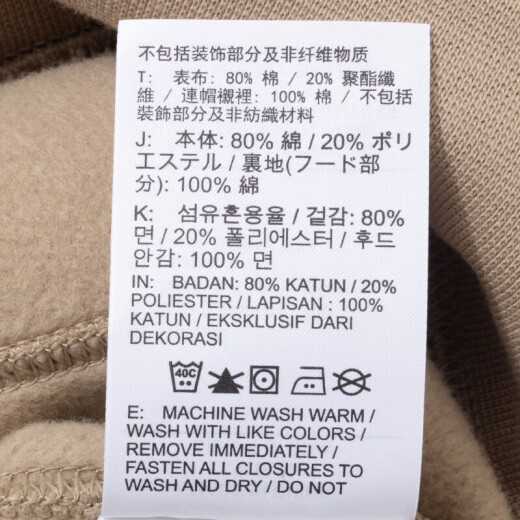 不包括装饰部分及非纤维物质
T: 表布: 80% 棉 / 20% 聚酯纖
維 / 連帽襯裡: 100% 棉 / 不包括
裝飾部分及非紡織材料
J: 本体: 80% 綿 / 20% ポリ
エステル / 裏地(フード部
分): 100% 綿
K: 섬유혼용율 / 겉감: 80%
면 / 20% 폴리에스터 / 후드
안감: 100% 면
IN: BADAN: 80% KATUN / 20%
POLIESTER / LAPISAN : 100%
KATUN / EKSKLUSIF DARI
DEKORASI
40C
E: MACHINE WASH WARM /
WASH WITH LIKE COLORS /
REMOVE IMMEDIATELY /
FASTEN ALL CLOSURES TO
WASH AND DRY / DO NOT